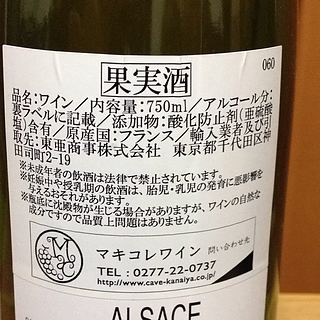 060
果実酒
品名:ワイン/内容量:750ml/アルコール分:
裏ラベルに記載/添加物:酸化防止剤(亜硫酸
塩)含有/原産国:フランス/輸入業者及び引
取先:東亜商事株式会社 東京都千代田区神
田司町2-19
※未成年者の飲酒は法律で禁止されています。
※妊娠中や授乳期の飲酒は、胎児・乳児の発育に悪影響を
与えるおそれがあります。
※瓶底に沈殿物が生じる場合がありますが、ワインの自然な
成分ですので品質上問題はありません。
マキコレワイン 問い合わせ先
TEL:0277-22-0737
http://www.cave-kanaiya.com/
ALSACE